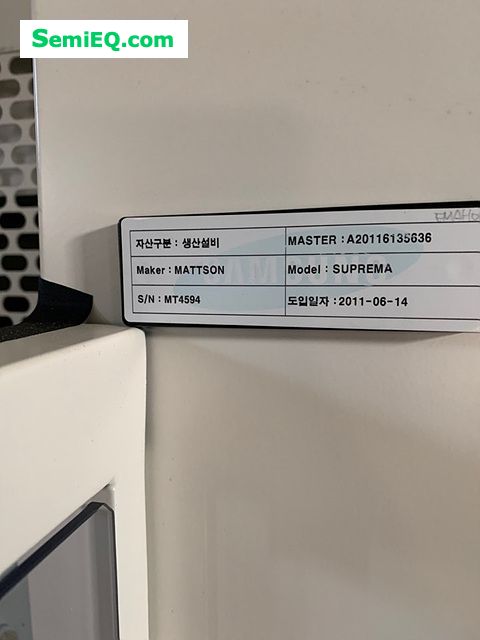 SemiEQ.com
자산구분 : 생산설비
MASTER : A20116135636
SAMSUNG
Maker : MATTSON
Model : SUPREMA
S/N : MT4594
도입일자 : 2011-06-14